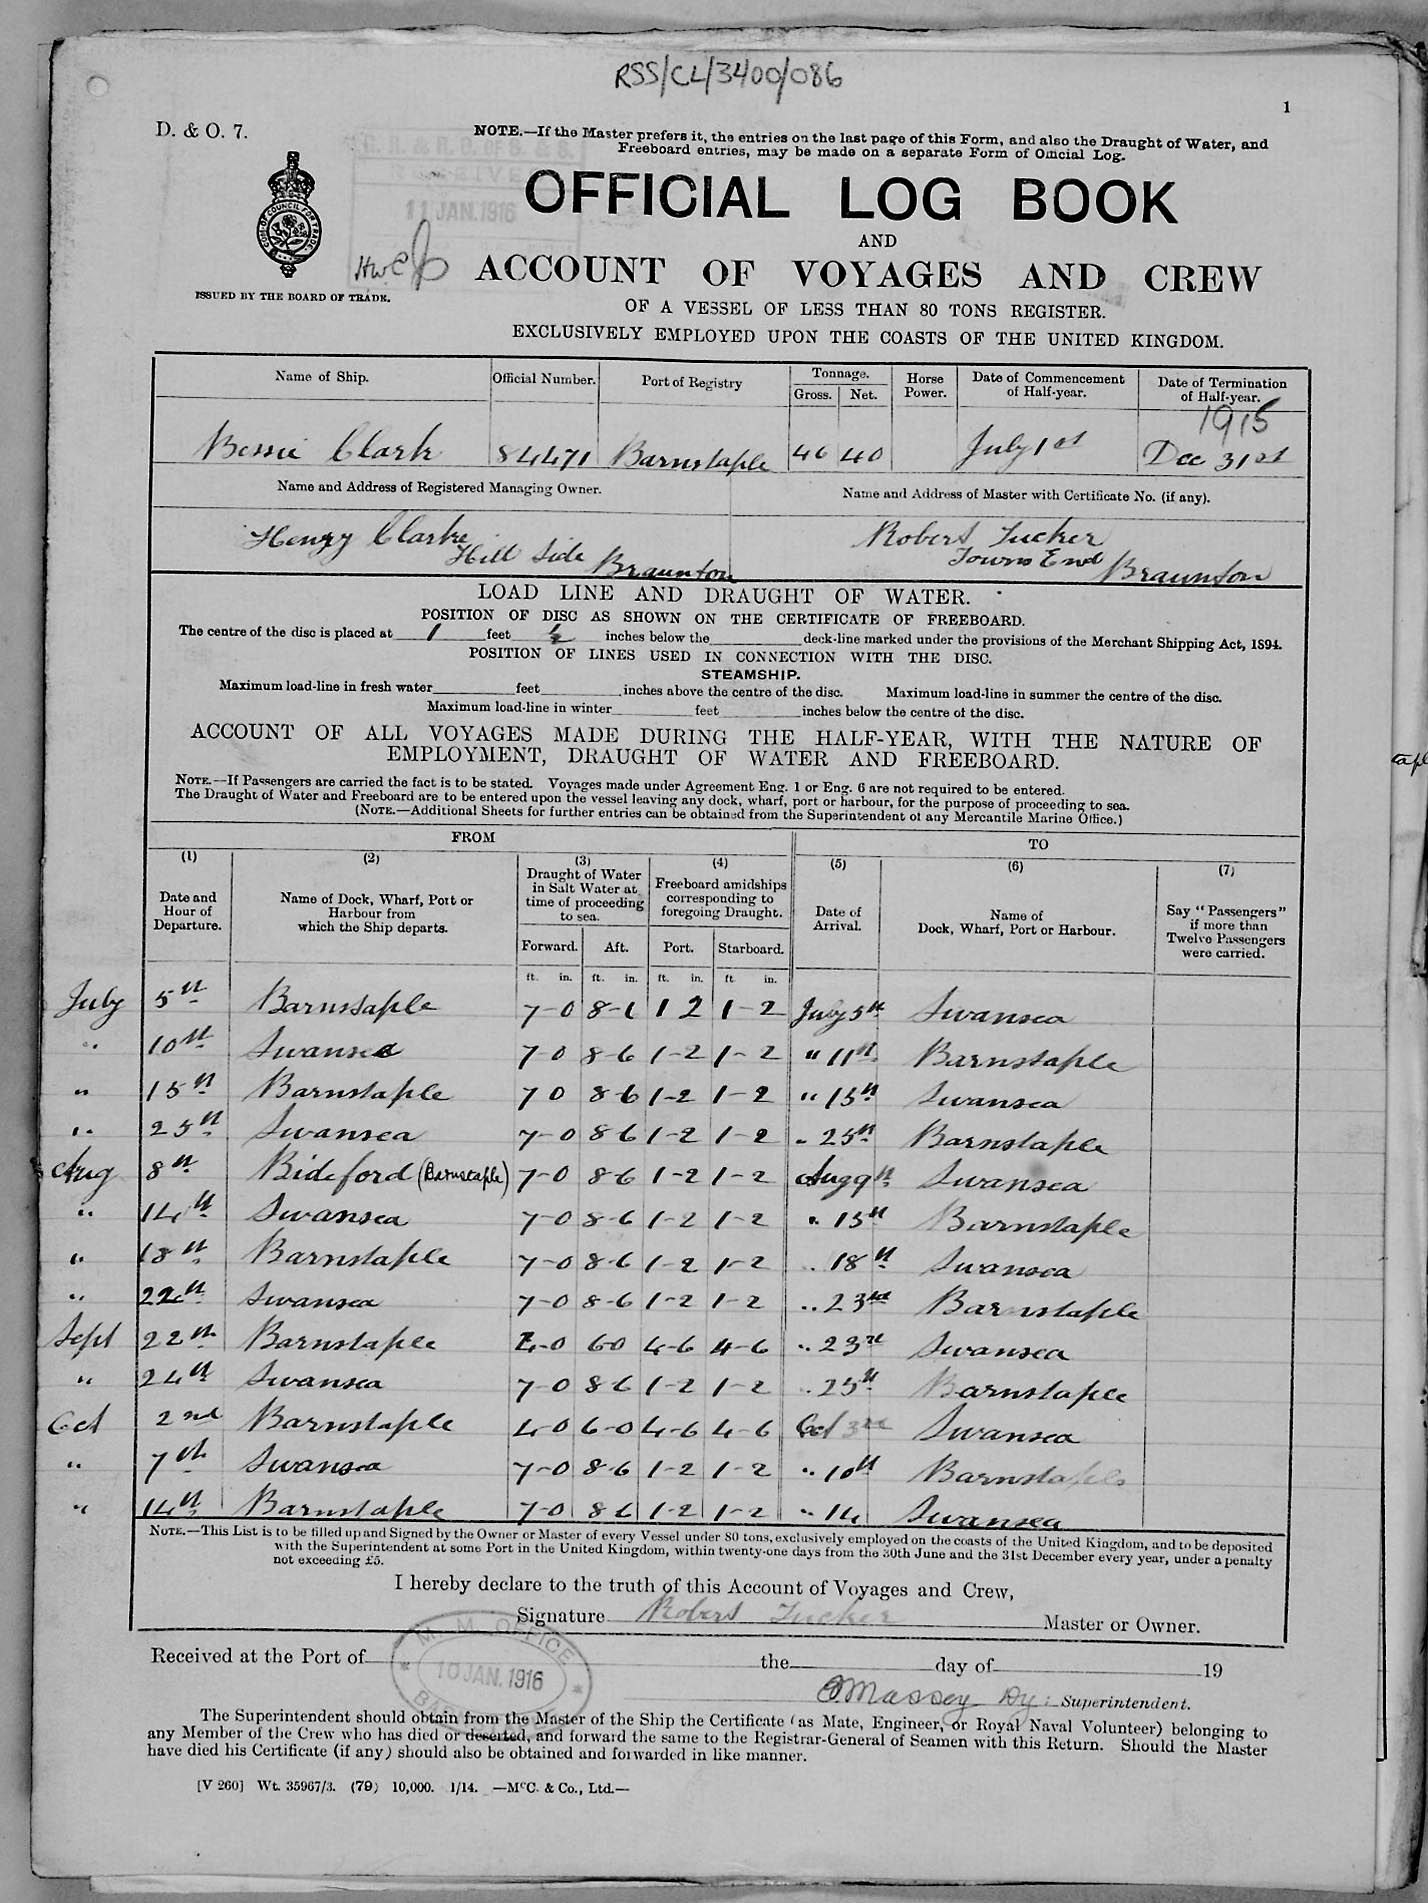 RSS/CL/3400/086
1
D. & O. 7.
NOTE.—If the Master prefers it, the entries on the last page of this Form, and also the Draught of Water, and
Freeboard entries, may be made on a separate Form of Official Log.
11 JAN. 1916
OFFICIAL LOG BOOK
AND
ACCOUNT OF VOYAGES AND CREW
ISSUED BY THE BOARD OF TRADE.
OF A VESSEL OF LESS THAN 80 TONS REGISTER.
EXCLUSIVELY EMPLOYED UPON THE COASTS OF THE UNITED KINGDOM.
Name of Ship. Official Number. Port of Registry Tonnage. Gross. Net. Horse Power. Date of Commencement of Half-year. Date of Termination of Half-year.
1915
Bessie Clark 84471 Barnstaple 46 40 July 1st Dec 31st
Name and Address of Registered Managing Owner. Name and Address of Master with Certificate No. (if any).
Henry Clarke Robert Tucker
Hill Side Braunton Towns End Braunton
LOAD LINE AND DRAUGHT OF WATER.
POSITION OF DISC AS SHOWN ON THE CERTIFICATE OF FREEBOARD.
The centre of the disc is placed at 1 feet ½ inches below the deck-line marked under the provisions of the Merchant Shipping Act, 1894.
POSITION OF LINES USED IN CONNECTION WITH THE DISC.
STEAMSHIP.
Maximum load-line in fresh water feet inches above the centre of the disc. Maximum load-line in summer the centre of the disc.
Maximum load-line in winter feet inches below the centre of the disc.
ACCOUNT OF ALL VOYAGES MADE DURING THE HALF-YEAR, WITH THE NATURE OF
EMPLOYMENT, DRAUGHT OF WATER AND FREEBOARD.
NOTE.—If Passengers are carried the fact is to be stated. Voyages made under Agreement Eng. 1 or Eng. 6 are not required to be entered.
The Draught of Water and Freeboard are to be entered upon the vessel leaving any dock, wharf, port or harbour, for the purpose of proceeding to sea.
(NOTE.—Additional Sheets for further entries can be obtained from the Superintendent of any Mercantile Marine Office.)
FROM TO
(1) (2) (3) (4) (5) (6) (7)
Date and Hour of Departure. Name of Dock, Wharf, Port or Harbour from which the Ship departs. Draught of Water in Salt Water at time of proceeding to sea. Freeboard amidships corresponding to foregoing Draught. Date of Arrival. Name of Dock, Wharf, Port or Harbour. Say "Passengers" if more than Twelve Passengers were carried.
Forward. Aft. Port. Starboard.
ft. in. ft. in. ft. in. ft in.
July 5th Barnstaple 7-0 8-6 1 2 1-2 July 5th Swansea
" 10th Swansea 7-0 8-6 1-2 1-2 " 11th Barnstaple
" 15th Barnstaple 7 0 8-6 1-2 1-2 " 15th Swansea
" 25th Swansea 7-0 8 6 1-2 1-2 " 25th Barnstaple
Aug 8th Bideford (Barnstaple) 7-0 8-6 1-2 1-2 Aug 9th Swansea
" 14th Swansea 7-0 8-6 1-2 1-2 " 15th Barnstaple
" 18th Barnstaple 7-0 8-6 1-2 1-2 " 18th Swansea
" 22th Swansea 7-0 8-6 1-2 1-2 " 23rd Barnstaple
Sept 22th Barnstaple 4-0 6-0 4-6 4-6 " 23rd Swansea
" 24th Swansea 7-0 8-6 1-2 1-2 " 25th Barnstaple
Oct 2nd Barnstaple 4-0 6-0 4-6 4-6 Oct 3rd Swansea
" 7th Swansea 7-0 8-6 1-2 1-2 " 10th Barnstaple
" 14th Barnstaple 7-0 8 6 1-2 1-2 " 14 Swansea
NOTE.—This List is to be filled up and Signed by the Owner or Master of every Vessel under 80 tons, exclusively employed on the coasts of the United Kingdom, and to be deposited
with the Superintendent at some Port in the United Kingdom, within twenty-one days from the 30th June and the 31st December every year, under a penalty
not exceeding £5.
I hereby declare to the truth of this Account of Voyages and Crew,
Signature Robert Tucker Master or Owner.
M. M. OFFICE
10 JAN. 1916
Received at the Port of the day of 19
Massey Dy: Superintendent.
The Superintendent should obtain from the Master of the Ship the Certificate (as Mate, Engineer, or Royal Naval Volunteer) belonging to
any Member of the Crew who has died or deserted, and forward the same to the Registrar-General of Seamen with this Return. Should the Master
have died his Certificate (if any) should also be obtained and forwarded in like manner.
[V 260] Wt. 35967/3. (79) 10,000. 1/14. —McC. & Co., Ltd.—